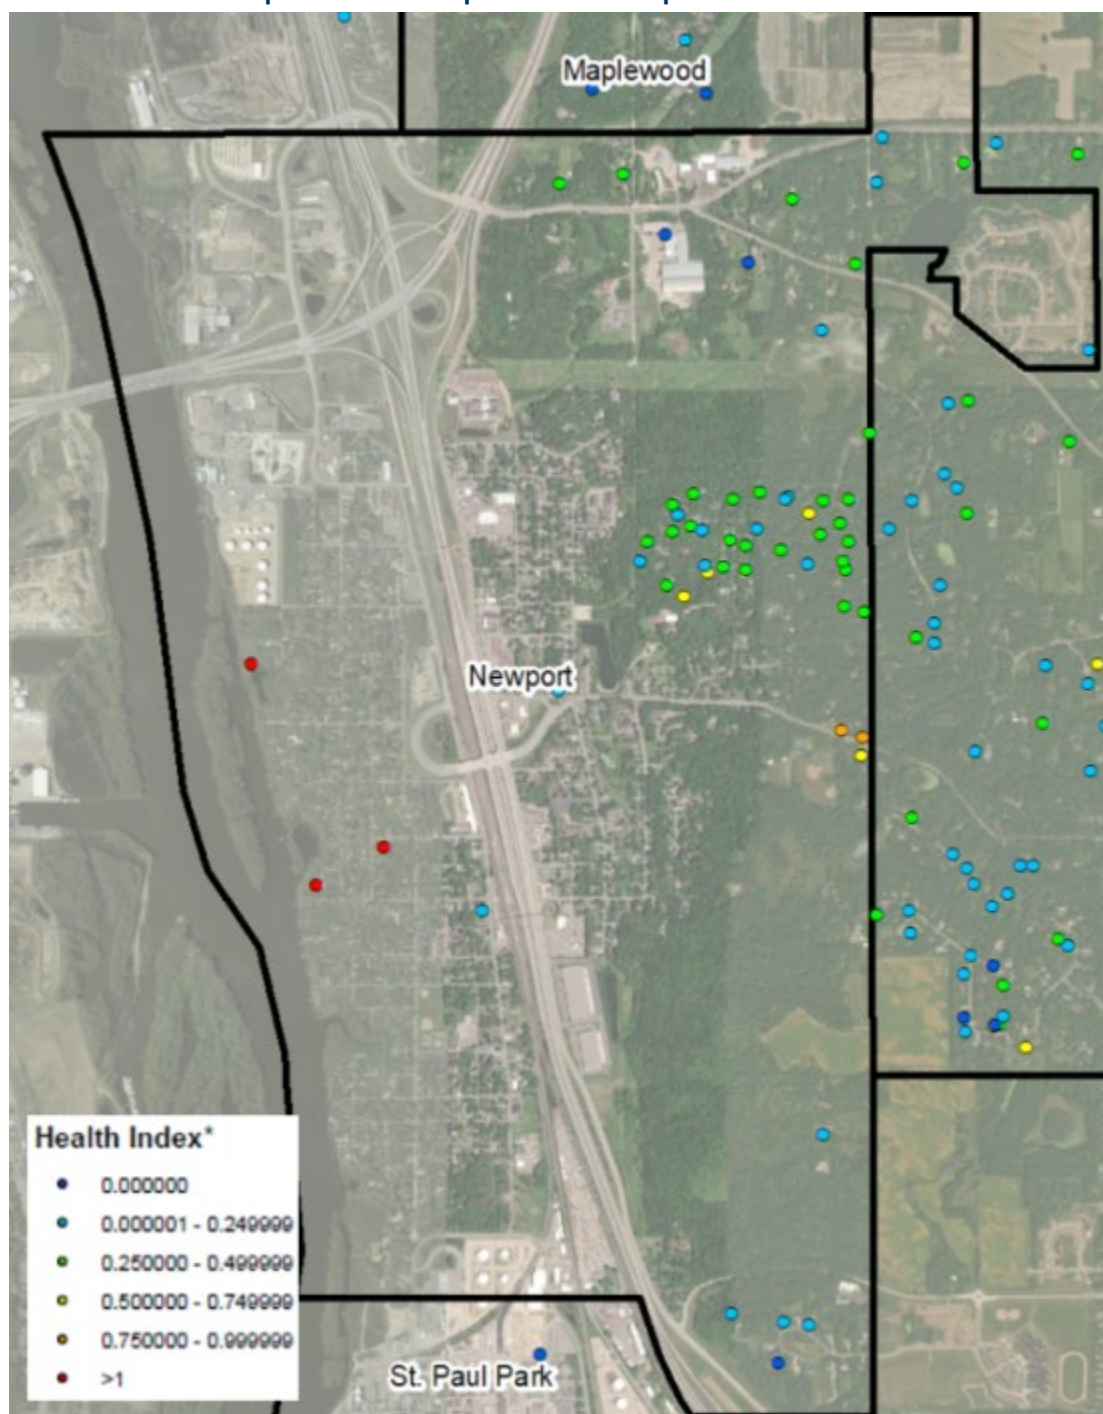 Maplewood
Newport
Health Index*
0.000000
0.000001 - 0.249999
0.250000 - 0.499999
0.500000 - 0.749999
0.750000 - 0.999999
>1
St. Paul Park